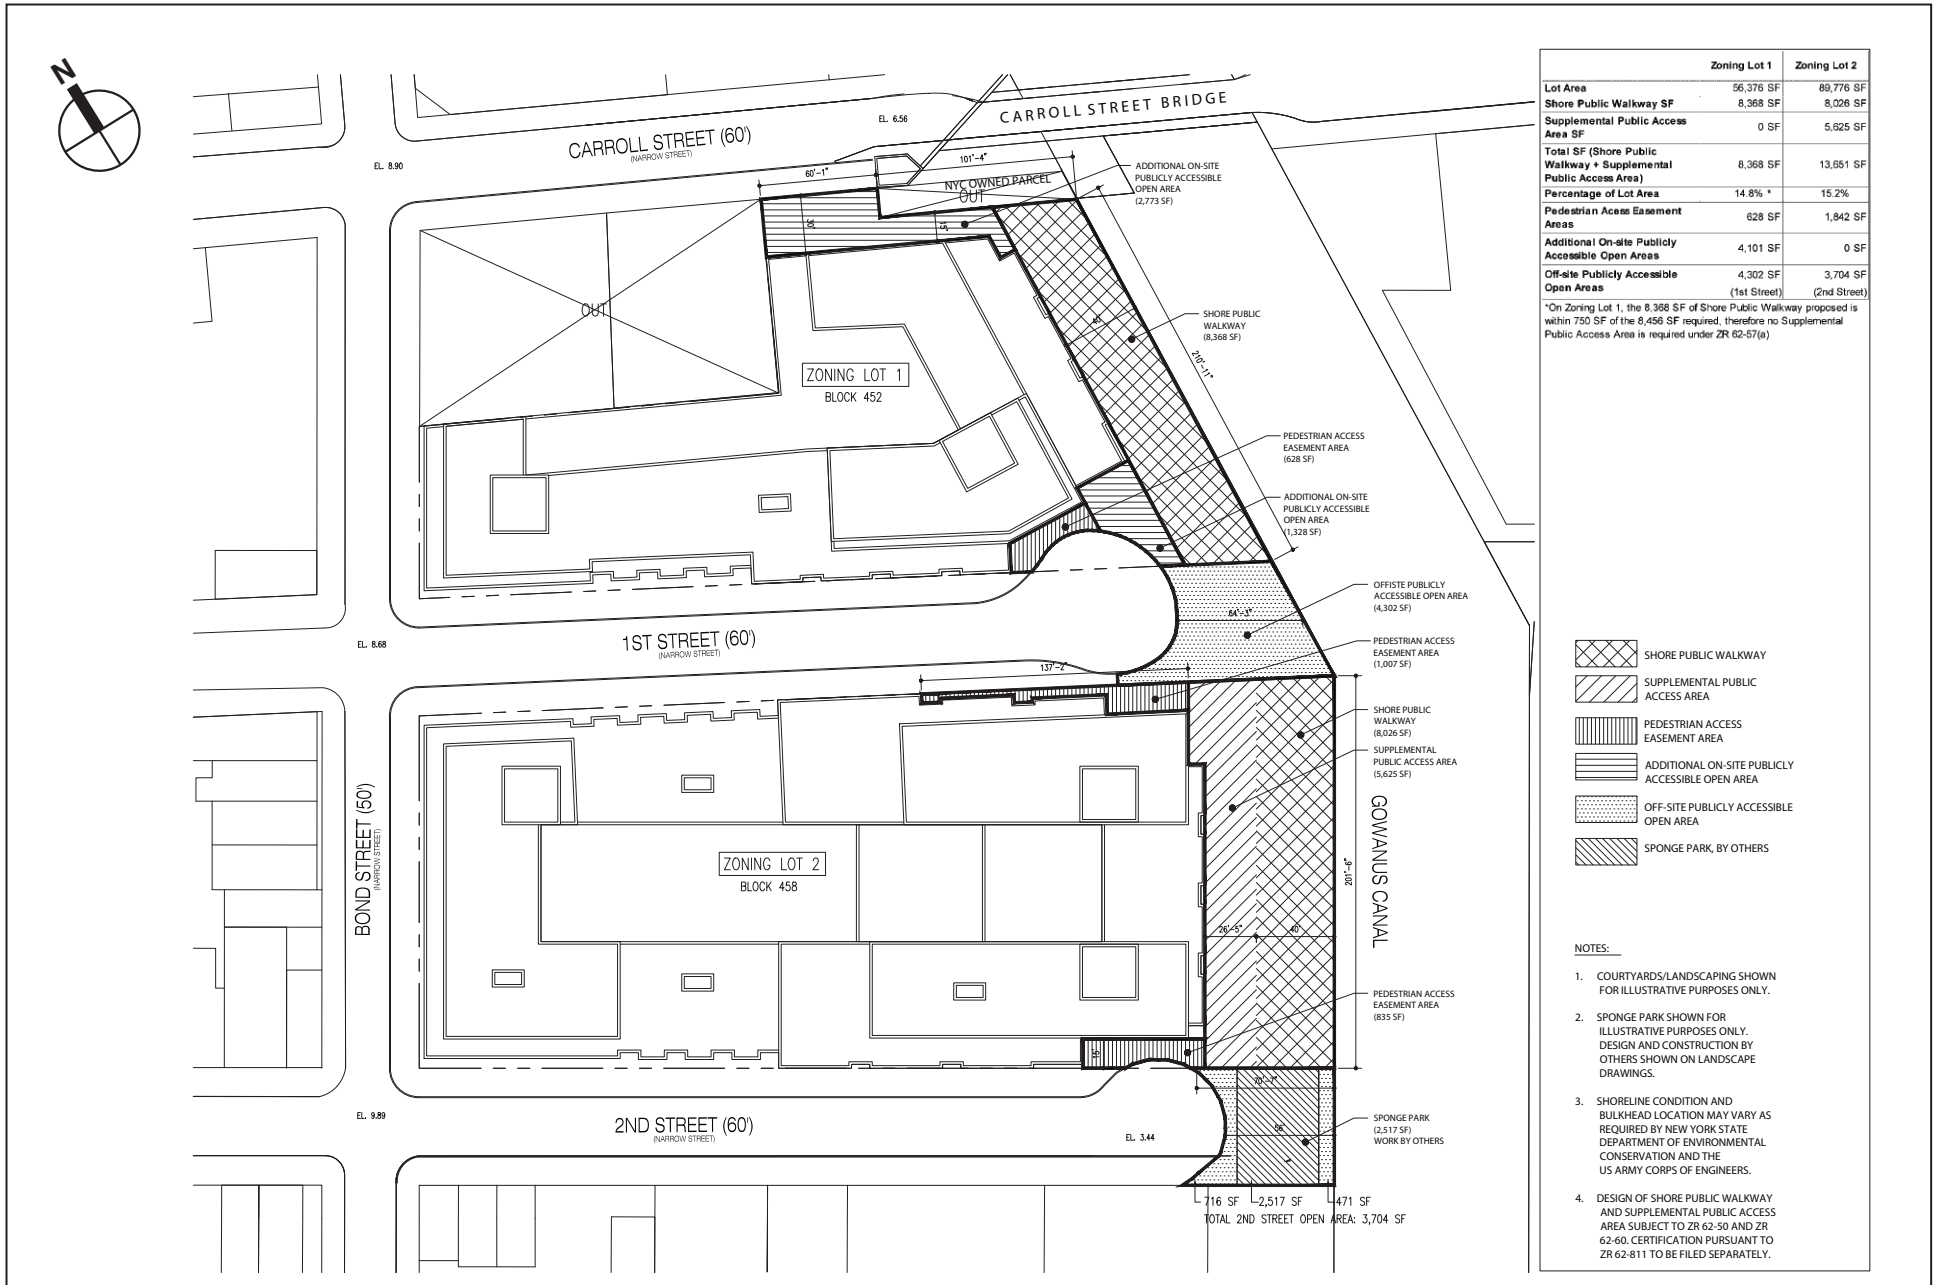 N
CARROLL STREET BRIDGE
EL. 6.56
CARROLL STREET (60')
(NARROW STREET)
EL. 8.90
101'-4"
60'-1"
NYC OWNED PARCEL
OUT
30'
15'
ADDITIONAL ON-SITE
PUBLICLY ACCESSIBLE
OPEN AREA
(2,773 SF)
OUT
40'
SHORE PUBLIC
WALKWAY
(8,368 SF)
210'-11"
ZONING LOT 1
BLOCK 452
PEDESTRIAN ACCESS
EASEMENT AREA
(628 SF)
ADDITIONAL ON-SITE
PUBLICLY ACCESSIBLE
OPEN AREA
(1,328 SF)
OFFISTE PUBLICLY
ACCESSIBLE OPEN AREA
(4,302 SF)
64'-3"
EL. 8.68
1ST STREET (60')
(NARROW STREET)
137'-2"
PEDESTRIAN ACCESS
EASEMENT AREA
(1,007 SF)
SHORE PUBLIC
WALKWAY
(8,026 SF)
SUPPLEMENTAL
PUBLIC ACCESS AREA
(5,625 SF)
BOND STREET (50')
(NARROW STREET)
ZONING LOT 2
BLOCK 458
GOWANUS CANAL
201'-6"
26'-5"
40'
PEDESTRIAN ACCESS
EASEMENT AREA
(835 SF)
15'
70'-7"
EL. 9.89
2ND STREET (60')
(NARROW STREET)
EL. 3.44
56'
SPONGE PARK
(2,517 SF)
WORK BY OTHERS
716 SF 2,517 SF 471 SF
TOTAL 2ND STREET OPEN AREA: 3,704 SF
Zoning Lot 1 Zoning Lot 2
Lot Area 56,376 SF 89,776 SF
Shore Public Walkway SF 8,368 SF 8,026 SF
Supplemental Public Access
Area SF 0 SF 5,625 SF
Total SF (Shore Public
Walkway + Supplemental 8,368 SF 13,651 SF
Public Access Area)
Percentage of Lot Area 14.8% * 15.2%
Pedestrian Acess Easement
Areas 628 SF 1,842 SF
Additional On-site Publicly
Accessible Open Areas 4,101 SF 0 SF
Off-site Publicly Accessible 4,302 SF 3,704 SF
Open Areas (1st Street) (2nd Street)
*On Zoning Lot 1, the 8,368 SF of Shore Public Walkway proposed is
within 750 SF of the 8,456 SF required, therefore no Supplemental
Public Access Area is required under ZR 62-57(a)
SHORE PUBLIC WALKWAY
SUPPLEMENTAL PUBLIC
ACCESS AREA
PEDESTRIAN ACCESS
EASEMENT AREA
ADDITIONAL ON-SITE PUBLICLY
ACCESSIBLE OPEN AREA
OFF-SITE PUBLICLY ACCESSIBLE
OPEN AREA
SPONGE PARK, BY OTHERS
NOTES:
1. COURTYARDS/LANDSCAPING SHOWN
FOR ILLUSTRATIVE PURPOSES ONLY.
2. SPONGE PARK SHOWN FOR
ILLUSTRATIVE PURPOSES ONLY.
DESIGN AND CONSTRUCTION BY
OTHERS SHOWN ON LANDSCAPE
DRAWINGS.
3. SHORELINE CONDITION AND
BULKHEAD LOCATION MAY VARY AS
REQUIRED BY NEW YORK STATE
DEPARTMENT OF ENVIRONMENTAL
CONSERVATION AND THE
US ARMY CORPS OF ENGINEERS.
4. DESIGN OF SHORE PUBLIC WALKWAY
AND SUPPLEMENTAL PUBLIC ACCESS
AREA SUBJECT TO ZR 62-50 AND ZR
62-60. CERTIFICATION PURSUANT TO
ZR 62-811 TO BE FILED SEPARATELY.